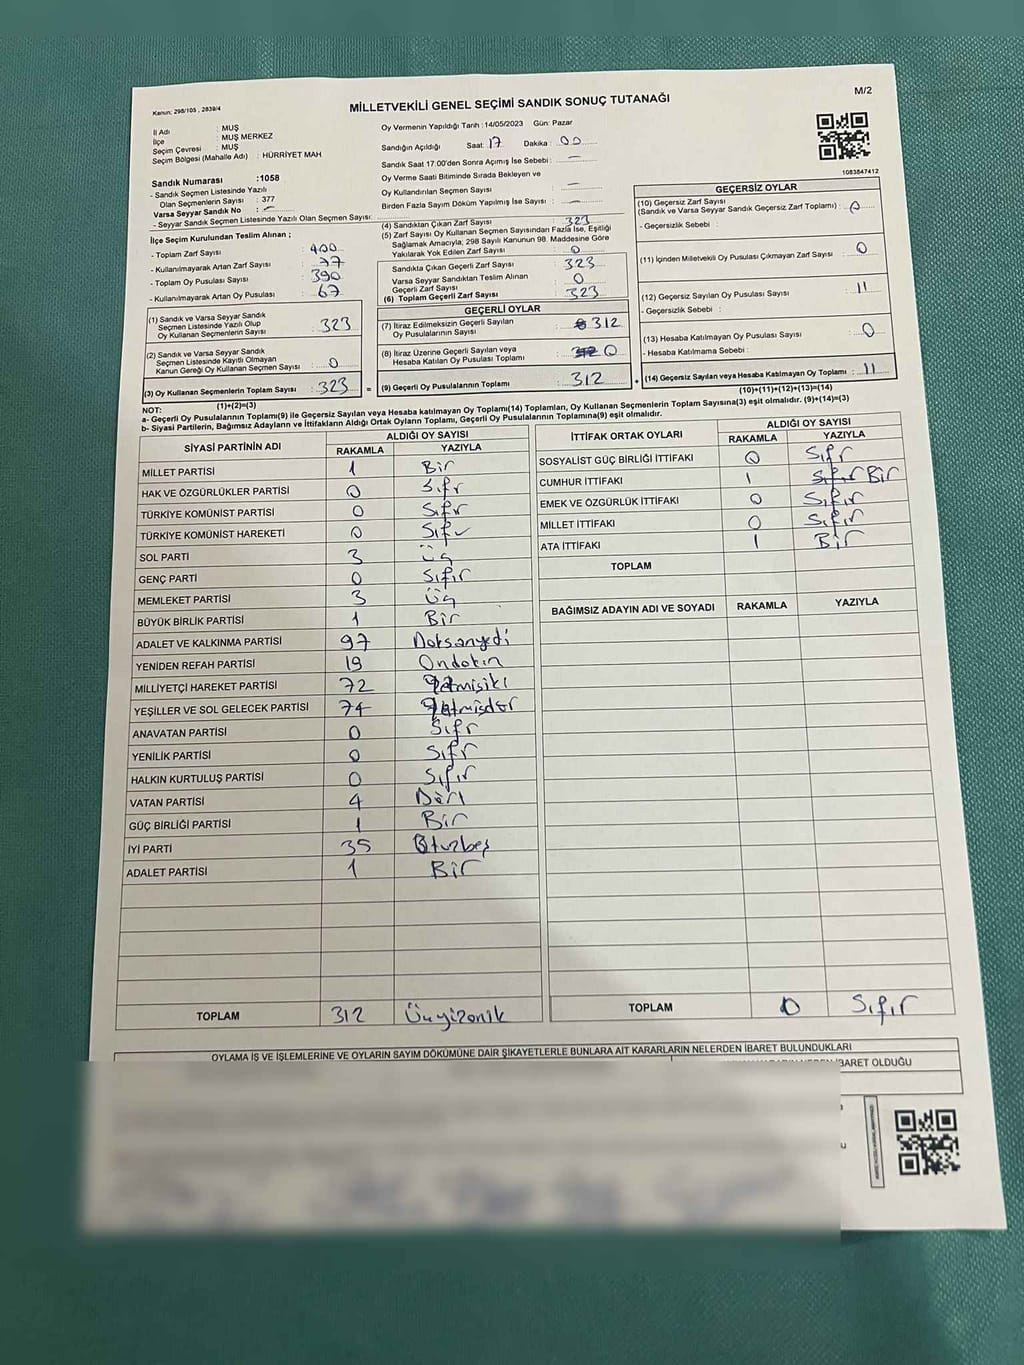 M/2
Kanun: 298/105 , 2839/4
MİLLETVEKİLİ GENEL SEÇİMİ SANDIK SONUÇ TUTANAĞI
İl Adı : MUŞ
İlçe : MUŞ MERKEZ
Seçim Çevresi : MUŞ
Seçim Bölgesi (Mahalle Adı) : HÜRRİYET MAH
Sandık Numarası :1058
- Sandık Seçmen Listesinde Yazılı
Olan Seçmenlerin Sayısı : 377
Varsa Seyyar Sandık No : –
- Seyyar Sandık Seçmen Listesinde Yazılı Olan Seçmen Sayısı:
Oy Vermenin Yapıldığı Tarih :14/05/2023 Gün: Pazar
Sandığın Açıldığı Saat: 17 Dakika : 00
Sandık Saat 17.00'den Sonra Açılmış İse Sebebi : –
Oy Verme Saati Bitiminde Sırada Bekleyen ve
Oy Kullandırılan Seçmen Sayısı : –
Birden Fazla Sayım Döküm Yapılmış İse Sayısı : –
1083847412
İlçe Seçim Kurulundan Teslim Alınan ;
- Toplam Zarf Sayısı : 400
- Kullanılmayarak Artan Zarf Sayısı : 77
- Toplam Oy Pusulası Sayısı : 390
- Kullanılmayarak Artan Oy Pusulası : 67
(1) Sandık ve Varsa Seyyar Sandık
Seçmen Listesinde Yazılı Olup
Oy Kullanan Seçmenlerin Sayısı : 323
(2) Sandık ve Varsa Seyyar Sandık
Seçmen Listesinde Kaydı Olmayan
Kanun Gereği Oy Kullanan Seçmen Sayısı : 0
(3) Oy Kullanan Seçmenlerin Toplam Sayısı : 323
(1)+(2)=(3)
(4) Sandıktan Çıkan Zarf Sayısı : 323
(5) Zarf Sayısı Oy Kullanan Seçmen Sayısından Fazla İse, Eşitliği
Sağlamak Amacıyla; 298 Sayılı Kanunun 98. Maddesine Göre
Yakılarak Yok Edilen Zarf Sayısı : 0
Sandıkta Çıkan Geçerli Zarf Sayısı : 323
Varsa Seyyar Sandıktan Teslim Alınan
Geçerli Zarf Sayısı : 0
(6) Toplam Geçerli Zarf Sayısı : 323
GEÇERLİ OYLAR
(7) İtiraz Edilmeksizin Geçerli Sayılan
Oy Pusulalarının Sayısı : 312
(8) İtiraz Üzerine Geçerli Sayılan veya
Hesaba Katılan Oy Pusulası Toplamı : 0
= (9) Geçerli Oy Pusulalarının Toplamı : 312
GEÇERSİZ OYLAR
(10) Geçersiz Zarf Sayısı
(Sandık ve Varsa Seyyar Sandık Geçersiz Zarf Toplamı) : 0
- Geçersizlik Sebebi :
(11) İçinden Milletvekili Oy Pusulası Çıkmayan Zarf Sayısı : 0
(12) Geçersiz Sayılan Oy Pusulası Sayısı : 11
- Geçersizlik Sebebi :
(13) Hesaba Katılmayan Oy Pusulası Sayısı : 0
- Hesaba Katılmama Sebebi :
+ (14) Geçersiz Sayılan veya Hesaba Katılmayan Oy Toplamı : 11
(10)+(11)+(12)+(13)=(14)
NOT:
a- Geçerli Oy Pusulalarının Toplamı(9) ile Geçersiz Sayılan veya Hesaba katılmayan Oy Toplamı(14) Toplamları, Oy Kullanan Seçmenlerin Toplam Sayısına(3) eşit olmalıdır. (9)+(14)=(3)
b- Siyasi Partilerin, Bağımsız Adayların ve İttifakların Aldığı Ortak Oyların Toplamı, Geçerli Oy Pusulalarının Toplamına(9) eşit olmalıdır.
SİYASİ PARTİNİN ADI ALDIĞI OY SAYISI
RAKAMLA YAZIYLA
MİLLET PARTİSİ 1 Bir
HAK VE ÖZGÜRLÜKLER PARTİSİ 0 Sıfr
TÜRKİYE KOMÜNİST PARTİSİ 0 Sıfr
TÜRKİYE KOMÜNİST HAREKETİ 0 Sıfr
SOL PARTİ 3 Üç
GENÇ PARTİ 0 Sıfır
MEMLEKET PARTİSİ 3 Üç
BÜYÜK BİRLİK PARTİSİ 1 Bir
ADALET VE KALKINMA PARTİSİ 97 Doksanyedi
YENİDEN REFAH PARTİSİ 19
MİLLİYETÇİ HAREKET PARTİSİ 72
YEŞİLLER VE SOL GELECEK PARTİSİ 74
ANAVATAN PARTİSİ 0 Sıfr
YENİLİK PARTİSİ 0 Sıfr
HALKIN KURTULUŞ PARTİSİ 0 Sıfır
VATAN PARTİSİ 4 Dört
GÜÇ BİRLİĞİ PARTİSİ 1 Bir
İYİ PARTİ 35 Otuzbeş
ADALET PARTİSİ 1 Bir
TOPLAM 312
İTTİFAK ORTAK OYLARI ALDIĞI OY SAYISI
RAKAMLA YAZIYLA
SOSYALİST GÜÇ BİRLİĞİ İTTİFAKI 0 Sıfr
CUMHUR İTTİFAKI 1 Sıfır Bir
EMEK VE ÖZGÜRLÜK İTTİFAKI 0 Sıfır
MİLLET İTTİFAKI 0 Sıfır
ATA İTTİFAKI 1 Bir
TOPLAM
BAĞIMSIZ ADAYIN ADI VE SOYADI RAKAMLA YAZIYLA
TOPLAM 0 Sıfır
OYLAMA İŞ VE İŞLEMLERİNE VE OYLARIN SAYIM DÖKÜMÜNE DAİR ŞİKAYETLERLE BUNLARA AİT KARARLARIN NELERDEN İBARET BULUNDUKLARI
İBARET OLDUĞU